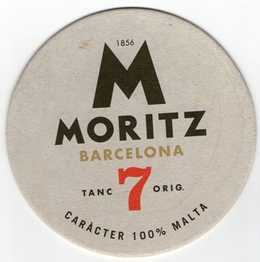 1856
M
MORITZ
BARCELONA
TANC 7 ORIG.
CARÀCTER 100% MALTA